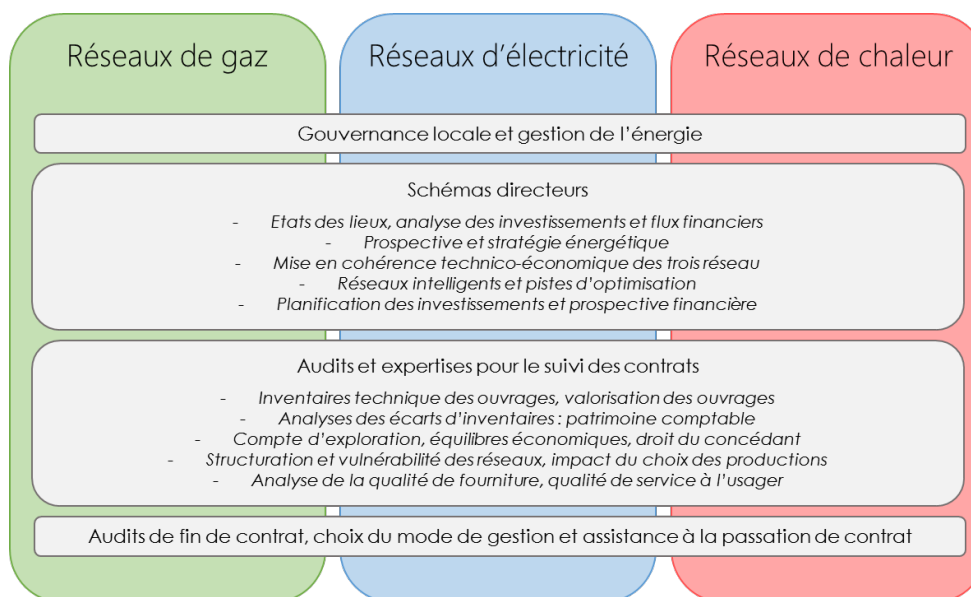 Réseaux de gaz
Réseaux d'électricité
Réseaux de chaleur
Gouvernance locale et gestion de l'énergie
Schémas directeurs
- Etats des lieux, analyse des investissements et flux financiers
- Prospective et stratégie énergétique
- Mise en cohérence technico-économique des trois réseau
- Réseaux intelligents et pistes d'optimisation
- Planification des investissements et prospective financière
Audits et expertises pour le suivi des contrats
- Inventaires technique des ouvrages, valorisation des ouvrages
- Analyses des écarts d'inventaires : patrimoine comptable
- Compte d'exploration, équilibres économiques, droit du concédant
- Structuration et vulnérabilité des réseaux, impact du choix des productions
- Analyse de la qualité de fourniture, qualité de service à l'usager
Audits de fin de contrat, choix du mode de gestion et assistance à la passation de contrat